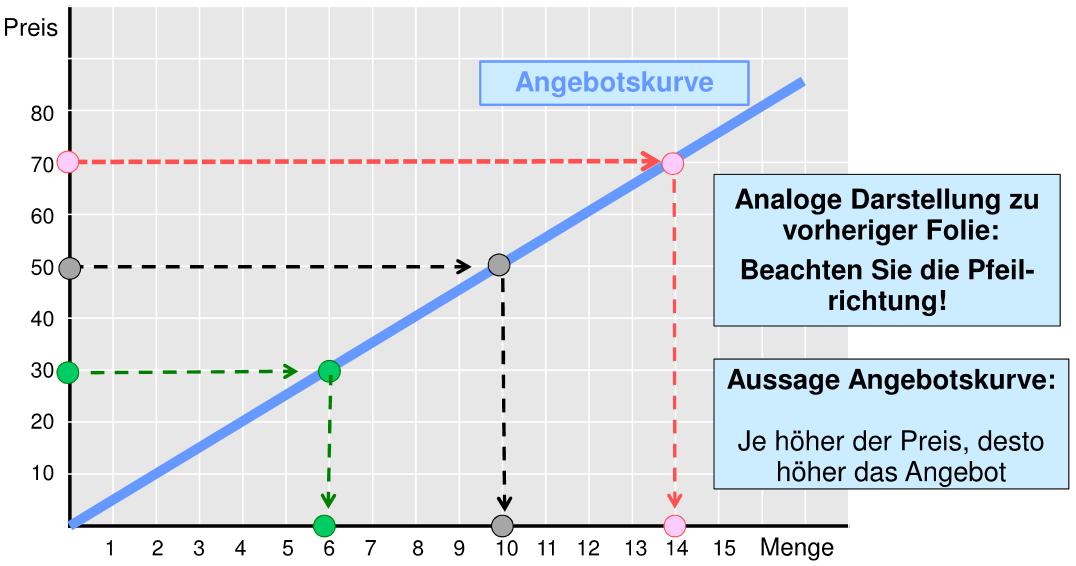 Preis
Angebotskurve
80
70
60
50
40
30
20
10
Analoge Darstellung zu
vorheriger Folie:
Beachten Sie die Pfeil-
richtung!
Aussage Angebotskurve:
Je höher der Preis, desto
höher das Angebot
1 2 3 4 5 6 7 8 9 10 11 12 13 14 15 Menge